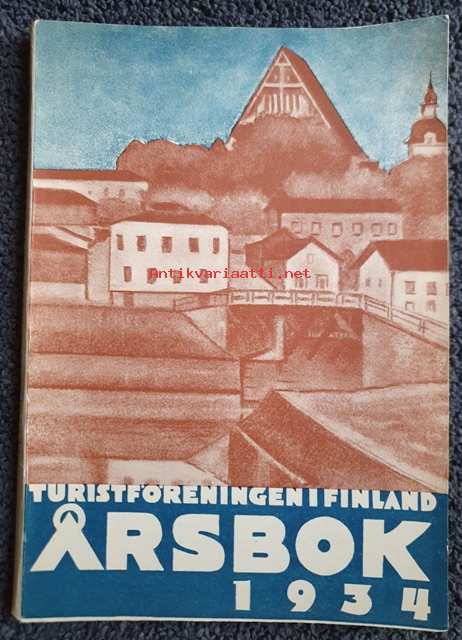 Antikvariaatti.net
TURISTFÖRENINGEN I FINLAND
ÅRSBOK
1934